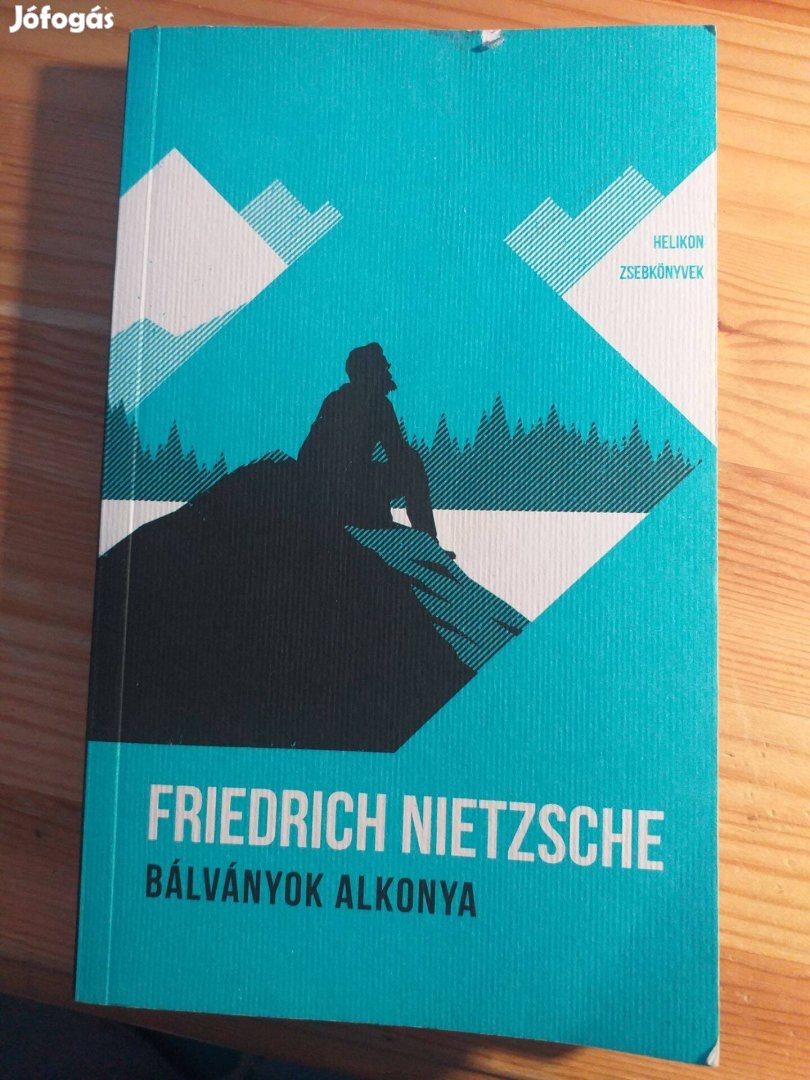 Jófogás
HELIKON
ZSEBKÖNYVEK
FRIEDRICH NIETZSCHE
BÁLVÁNYOK ALKONYA